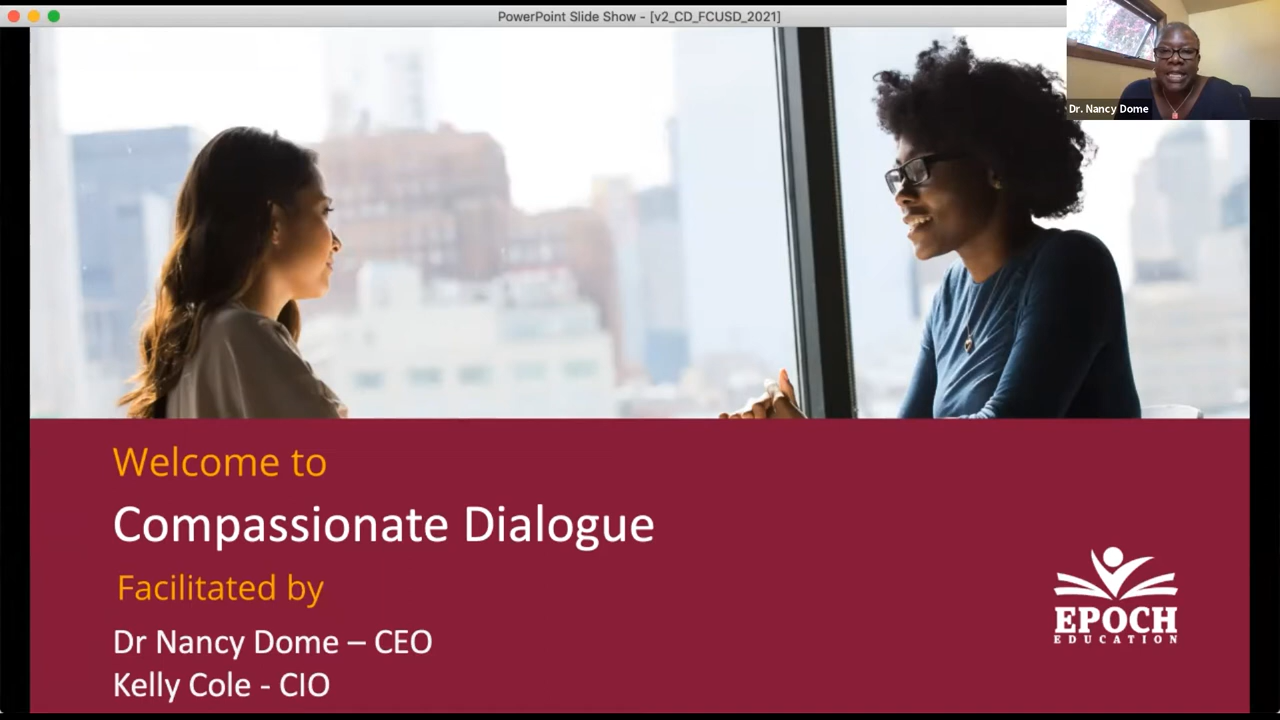 PowerPoint Slide Show - [v2_CD_FCUSD_2021]
Dr. Nancy Dome
Welcome to
Compassionate Dialogue
Facilitated by
Dr Nancy Dome – CEO
Kelly Cole - CIO
EPOCH
EDUCATION